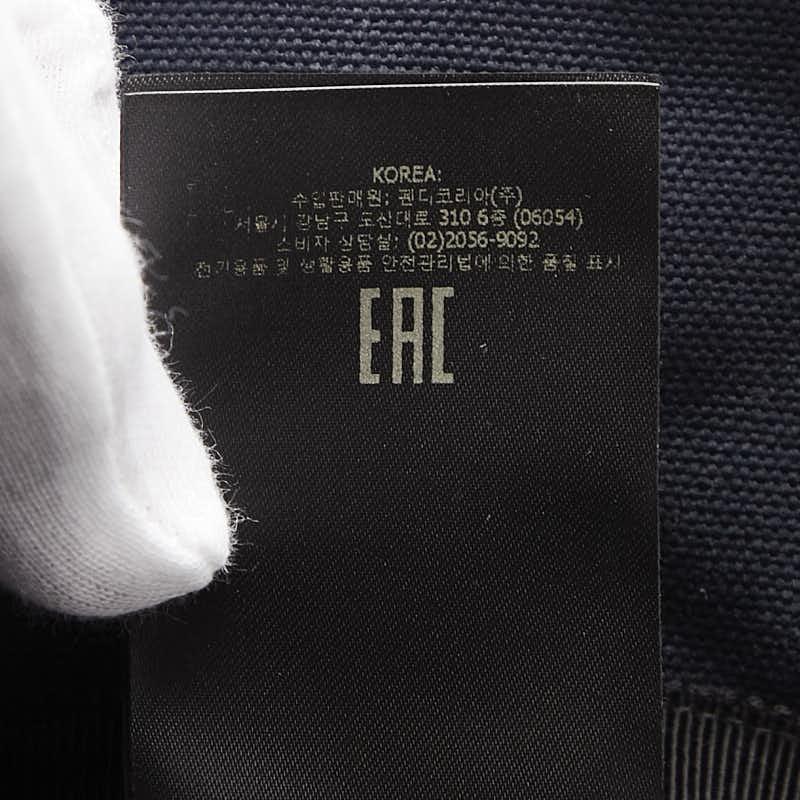 KOREA:
수입판매원: 펜디코리아(주)
서울시 강남구 도산대로 310 6층 (06054)
소비자 상담실: (02)2056-9092
전기용품 및 생활용품 안전관리법에 의한 품질 표시
EAC